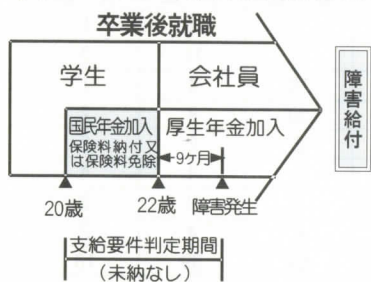 卒業後就職
学生
会社員
国民年金加入
保険料納付又
は保険料免除
厚生年金加入
9ヶ月
障害給付
20歳
22歳
障害発生
支給要件判定期間
(未納なし)